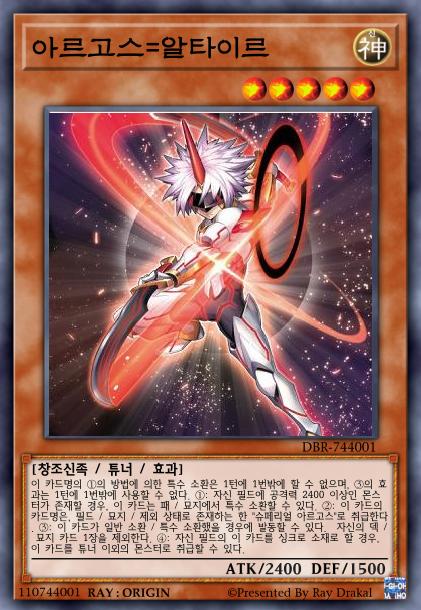 아르고스=알타이르
신
神
DBR-744001
[창조신족 / 튜너 / 효과]
이 카드명의 ①의 방법에 의한 특수 소환은 1턴에 1번밖에 할 수 없으며, ③의 효
과는 1턴에 1번밖에 사용할 수 없다. ①: 자신 필드에 공격력 2400 이상인 몬스
터가 존재할 경우, 이 카드는 패 / 묘지에서 특수 소환할 수 있다. ②: 이 카드의
카드명은, 필드 / 묘지 / 제외 상태로 존재하는 한 "슈페리얼 아르고스"로 취급한다
. ③: 이 카드가 일반 소환 / 특수 소환했을 경우에 발동할 수 있다. 자신의 덱 /
묘지 카드 1장을 제외한다. ④: 자신 필드의 이 카드를 싱크로 소재로 할 경우,
이 카드를 튜너 이외의 몬스터로 취급할 수 있다.
ATK/2400 DEF/1500
110744001 RAY : ORIGIN ©Presented By Ray Drakal